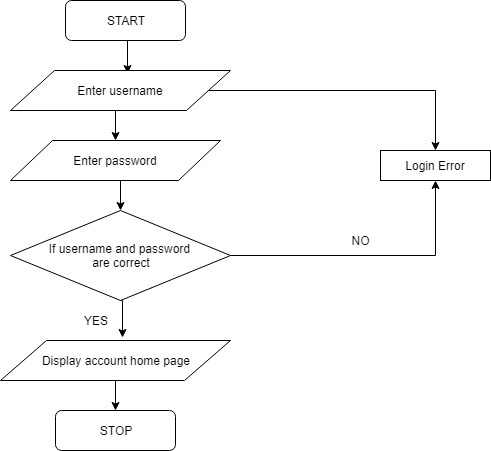 START
Enter username
Enter password
Login Error
If username and password
are correct
NO
YES
Display account home page
STOP